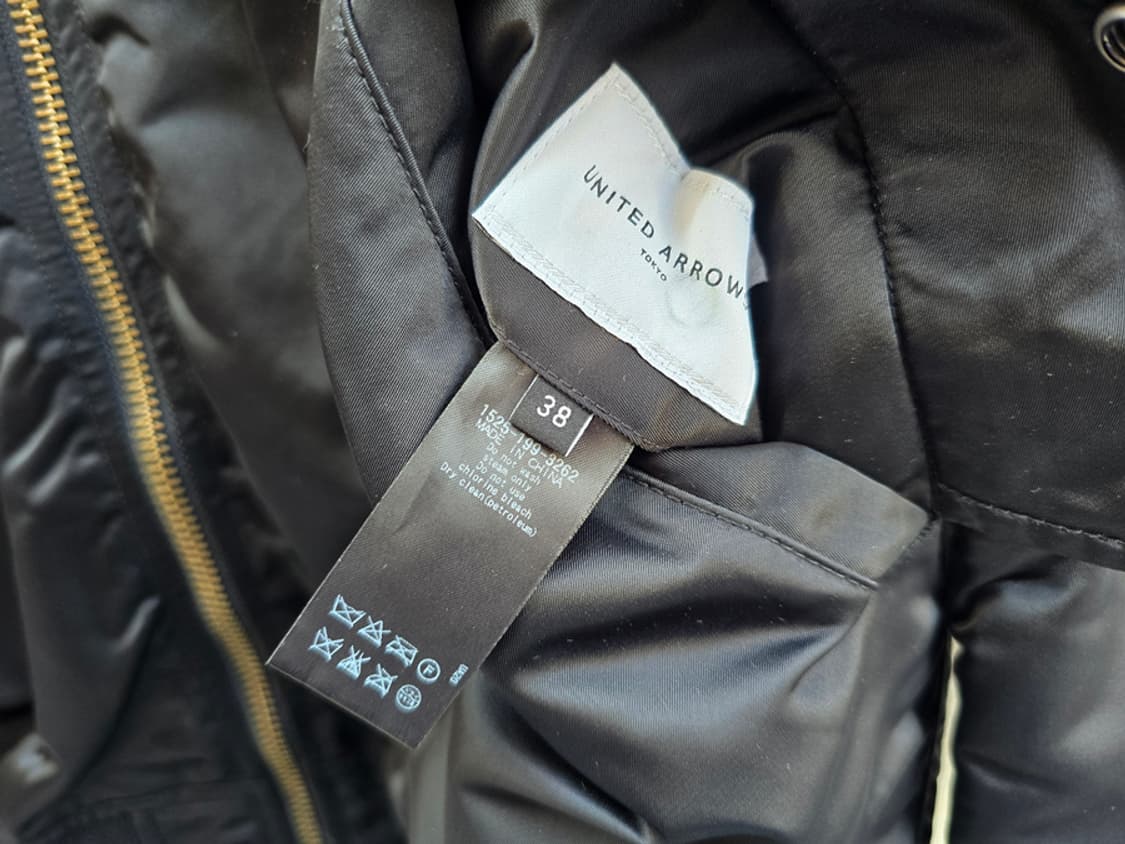 UNITED ARROWS
TOKYO
38
1525-199-3262
MADE IN CHINA
Do not wash
steam only
Do not use
chlorine bleach
Dry clean(Petroleum)
F